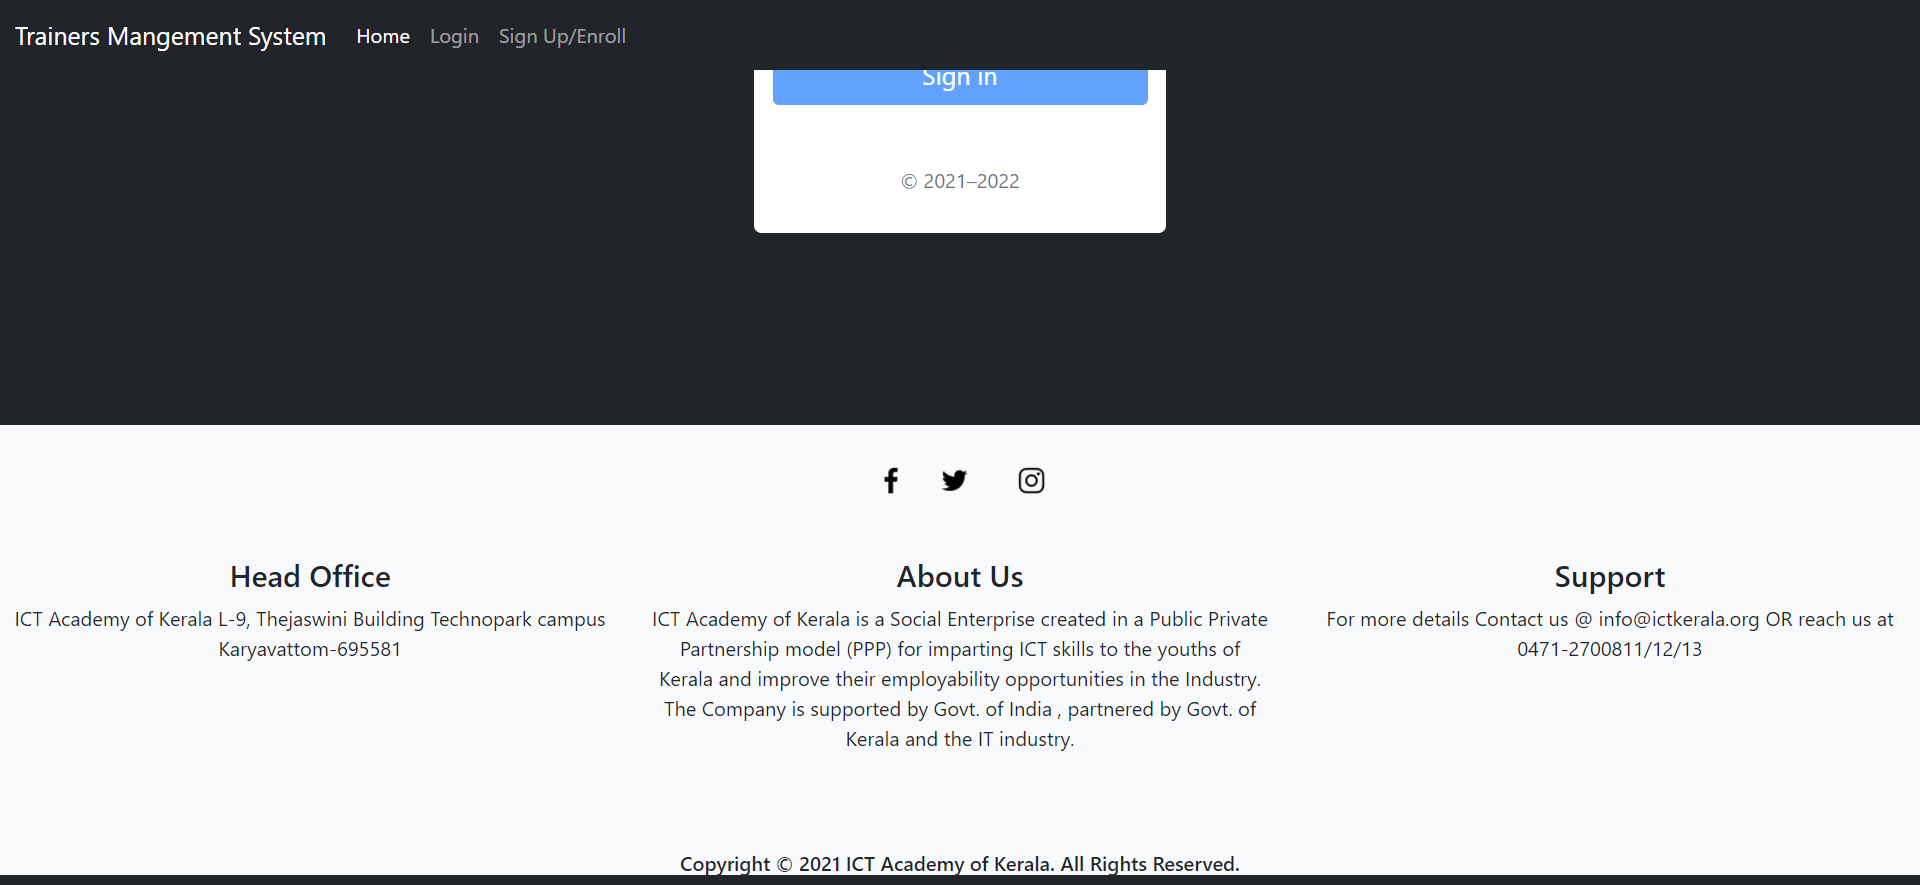 Trainers Mangement System Home Login Sign Up/Enroll
Sign in
© 2021–2022
Head Office
ICT Academy of Kerala L-9, Thejaswini Building Technopark campus
Karyavattom-695581
About Us
ICT Academy of Kerala is a Social Enterprise created in a Public Private
Partnership model (PPP) for imparting ICT skills to the youths of
Kerala and improve their employability opportunities in the Industry.
The Company is supported by Govt. of India , partnered by Govt. of
Kerala and the IT industry.
Support
For more details Contact us @ info@ictkerala.org OR reach us at
0471-2700811/12/13
Copyright © 2021 ICT Academy of Kerala. All Rights Reserved.